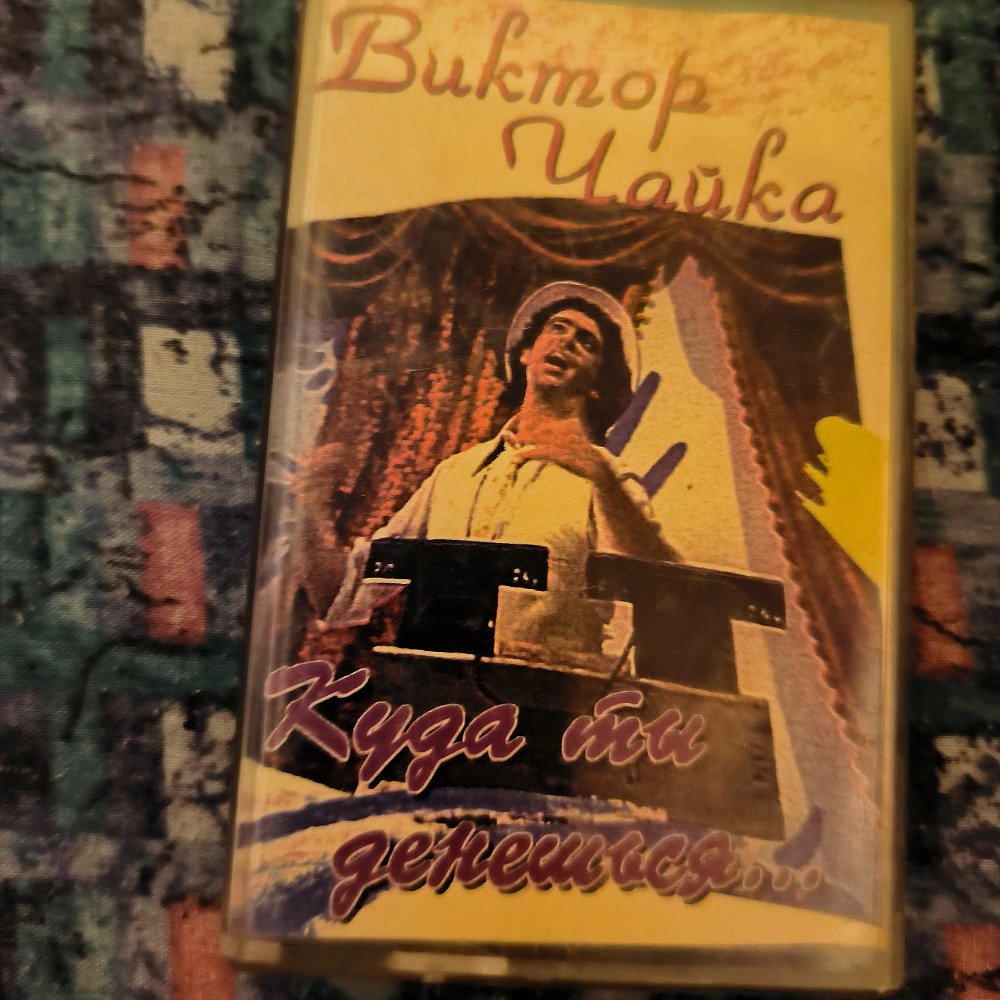 Виктор
Чайка
Куда ты
денешься...